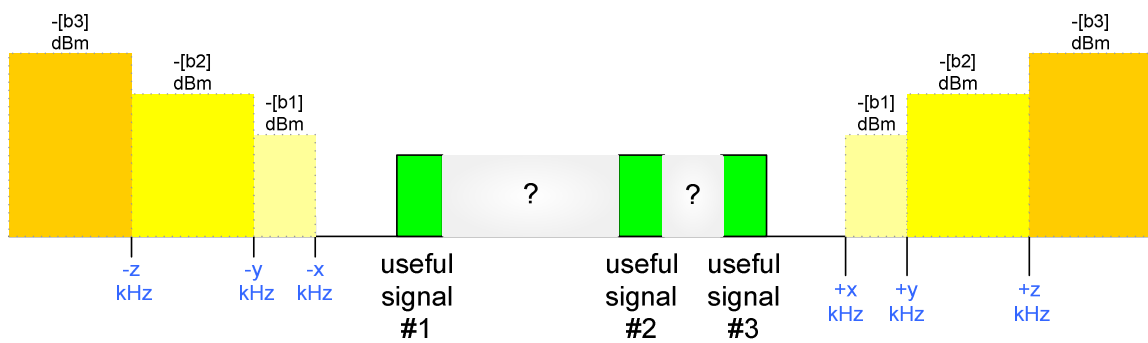 -[b3]
dBm
-[b2]
dBm
-[b1]
dBm
-[b1]
dBm
-[b2]
dBm
-[b3]
dBm
?
?
-z
kHz
-y
kHz
-x
kHz
useful
signal
#1
useful
signal
#2
useful
signal
#3
+x
kHz
+y
kHz
+z
kHz